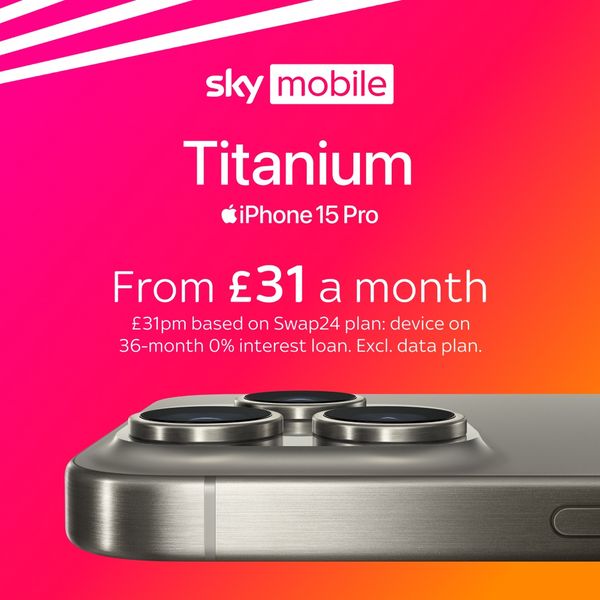 sky mobile
Titanium
iPhone 15 Pro
From £31 a month
£31pm based on Swap24 plan: device on
36-month 0% interest loan. Excl. data plan.